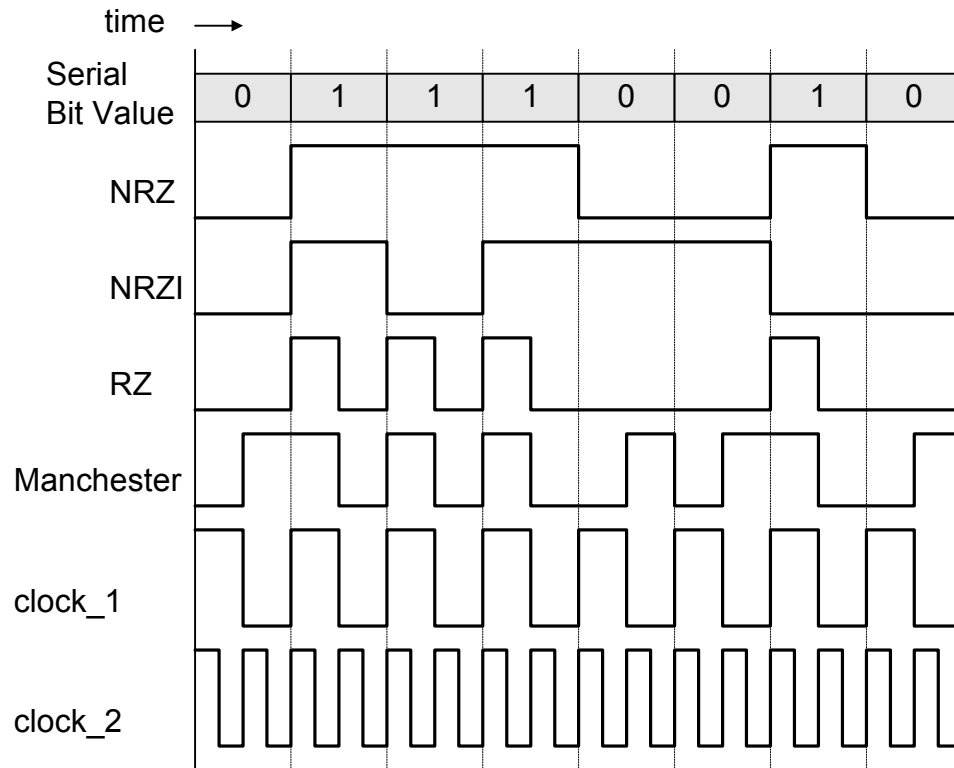 time
Serial
Bit Value
0 1 1 1 0 0 1 0
NRZ
NRZI
RZ
Manchester
clock_1
clock_2